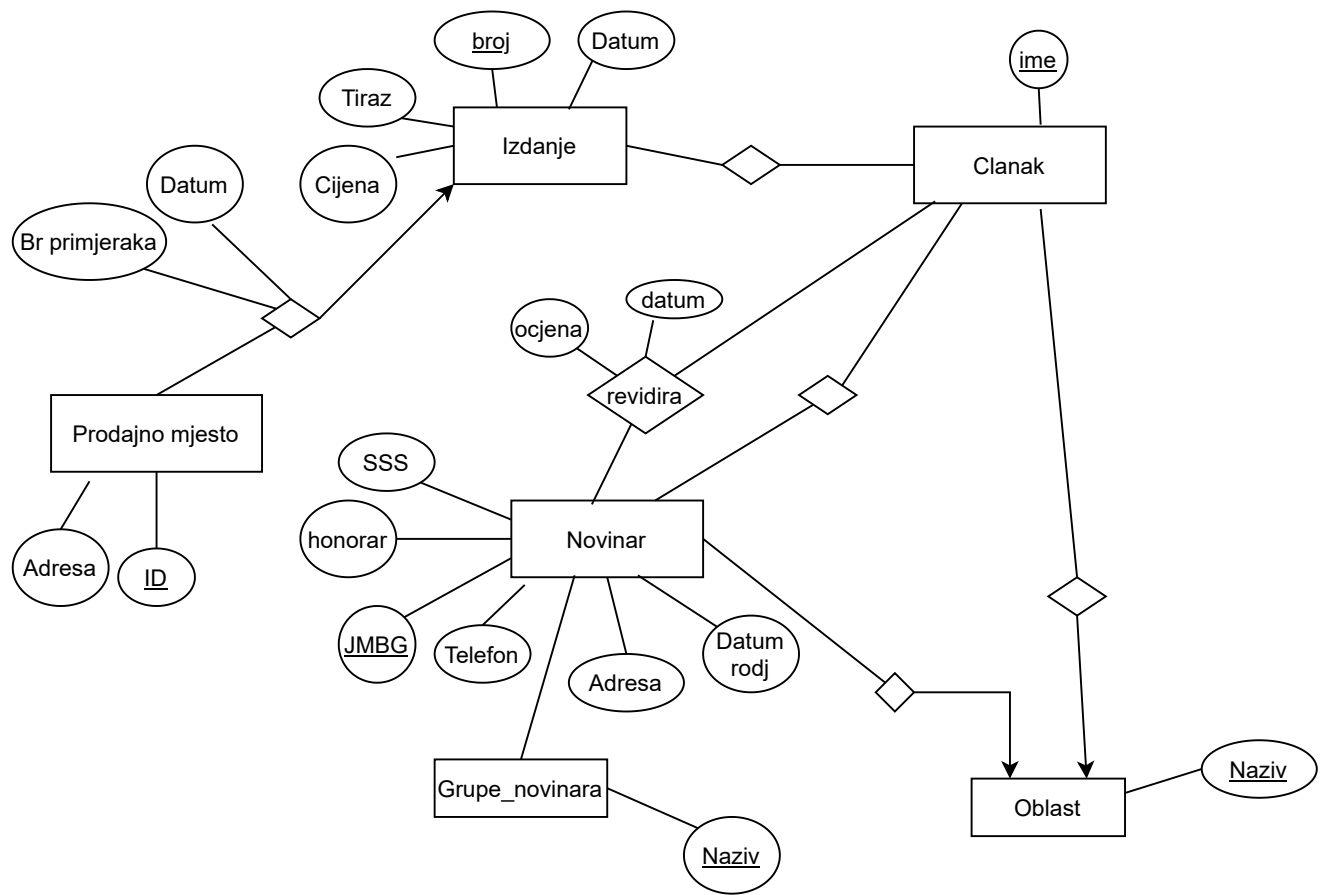 broj
Datum
ime
Tiraz
Izdanje
Clanak
Cijena
Datum
Br primjeraka
datum
ocjena
revidira
Prodajno mjesto
SSS
honorar
Novinar
Adresa
ID
JMBG
Telefon
Adresa
Datum
rodj
Grupe_novinara
Naziv
Oblast
Naziv